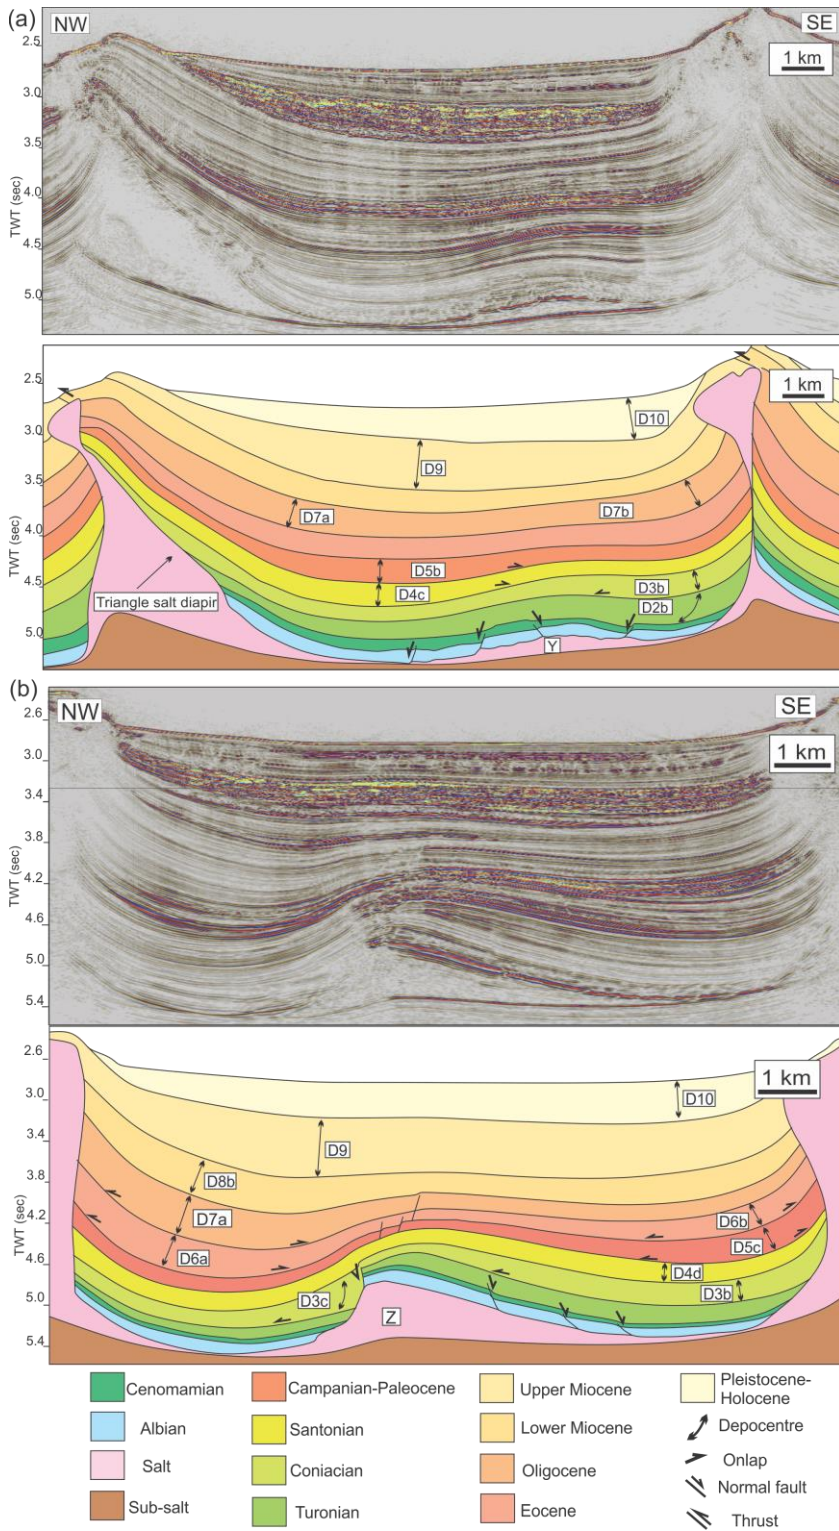 (a)
NW
SE
1 km
2.5
3.0
3.5
4.0
4.5
5.0
TWT (sec)
1 km
2.5
3.0
3.5
4.0
4.5
5.0
TWT (sec)
D10
D9
D7a
D7b
D5b
D4c
D3b
D2b
Triangle salt diapir
Y
(b)
NW
SE
1 km
2.6
3.0
3.4
3.8
4.2
4.6
5.0
5.4
TWT (sec)
1 km
2.6
3.0
3.4
3.8
4.2
4.6
5.0
5.4
TWT (sec)
D10
D9
D8b
D7a
D6a
D6b
D5c
D4d
D3b
D3c
Z
Cenomamian
Albian
Salt
Sub-salt
Campanian-Paleocene
Santonian
Coniacian
Turonian
Upper Miocene
Lower Miocene
Oligocene
Eocene
Pleistocene-
Holocene
Depocentre
Onlap
Normal fault
Thrust